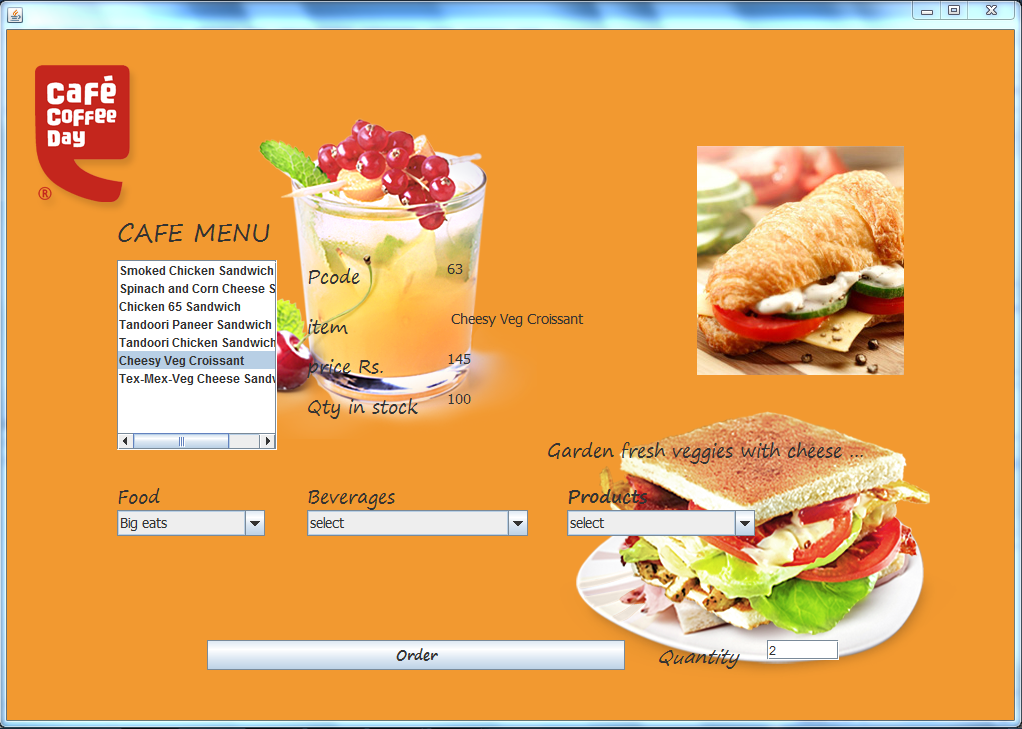 Café
Coffee
Day
®
CAFE MENU
Smoked Chicken Sandwich
Spinach and Corn Cheese S
Chicken 65 Sandwich
Tandoori Paneer Sandwich
Tandoori Chicken Sandwich
Cheesy Veg Croissant
Tex-Mex-Veg Cheese Sandw
Pcode 63
item Cheesy Veg Croissant
price Rs. 145
Qty in stock 100
Garden fresh veggies with cheese ...
Food Beverages Products
Big eats select select
Order Quantity 2